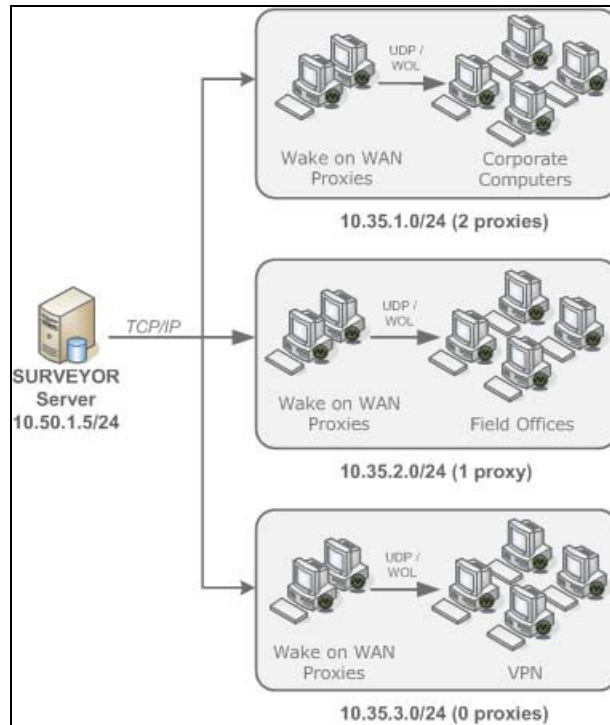 UDP /
WOL
Wake on WAN
Proxies
Corporate
Computers
10.35.1.0/24 (2 proxies)
TCP/IP
SURVEYOR
Server
10.50.1.5/24
UDP /
WOL
Wake on WAN
Proxies
Field Offices
10.35.2.0/24 (1 proxy)
UDP /
WOL
Wake on WAN
Proxies
VPN
10.35.3.0/24 (0 proxies)